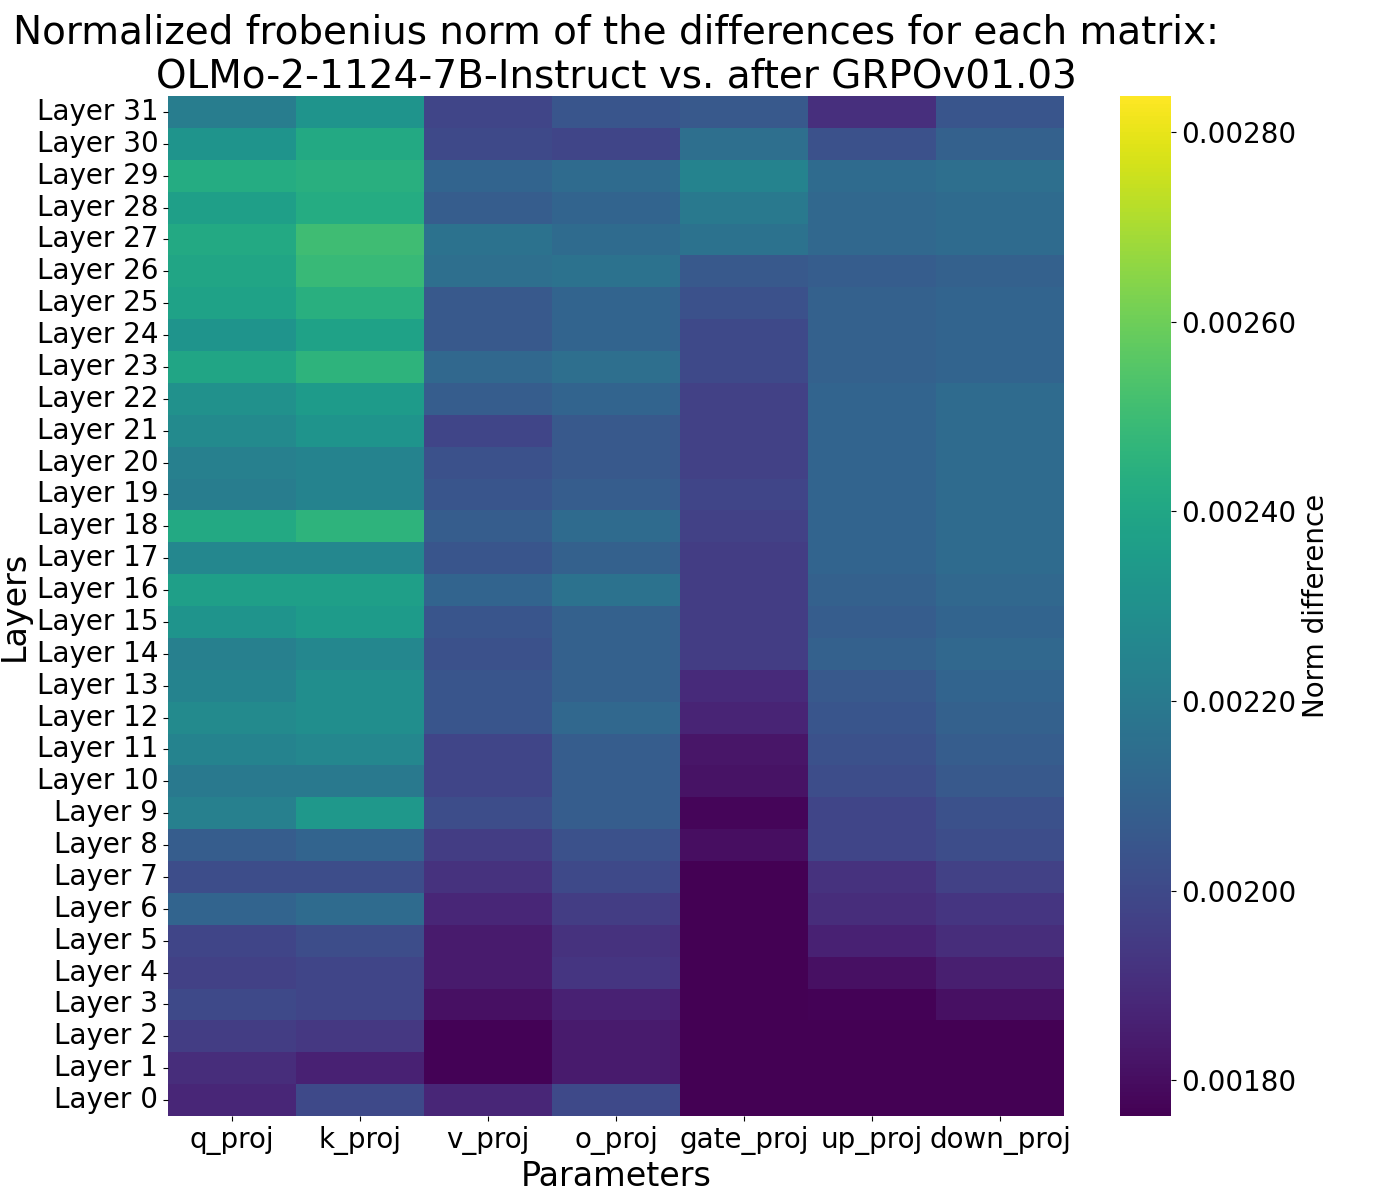 Normalized frobenius norm of the differences for each matrix:
OLMo-2-1124-7B-Instruct vs. after GRPOv01.03
Layers
Layer 31
Layer 30
Layer 29
Layer 28
Layer 27
Layer 26
Layer 25
Layer 24
Layer 23
Layer 22
Layer 21
Layer 20
Layer 19
Layer 18
Layer 17
Layer 16
Layer 15
Layer 14
Layer 13
Layer 12
Layer 11
Layer 10
Layer 9
Layer 8
Layer 7
Layer 6
Layer 5
Layer 4
Layer 3
Layer 2
Layer 1
Layer 0
q_proj k_proj v_proj o_proj gate_proj up_proj down_proj
Parameters
0.00280
0.00260
0.00240
0.00220
0.00200
0.00180
Norm difference